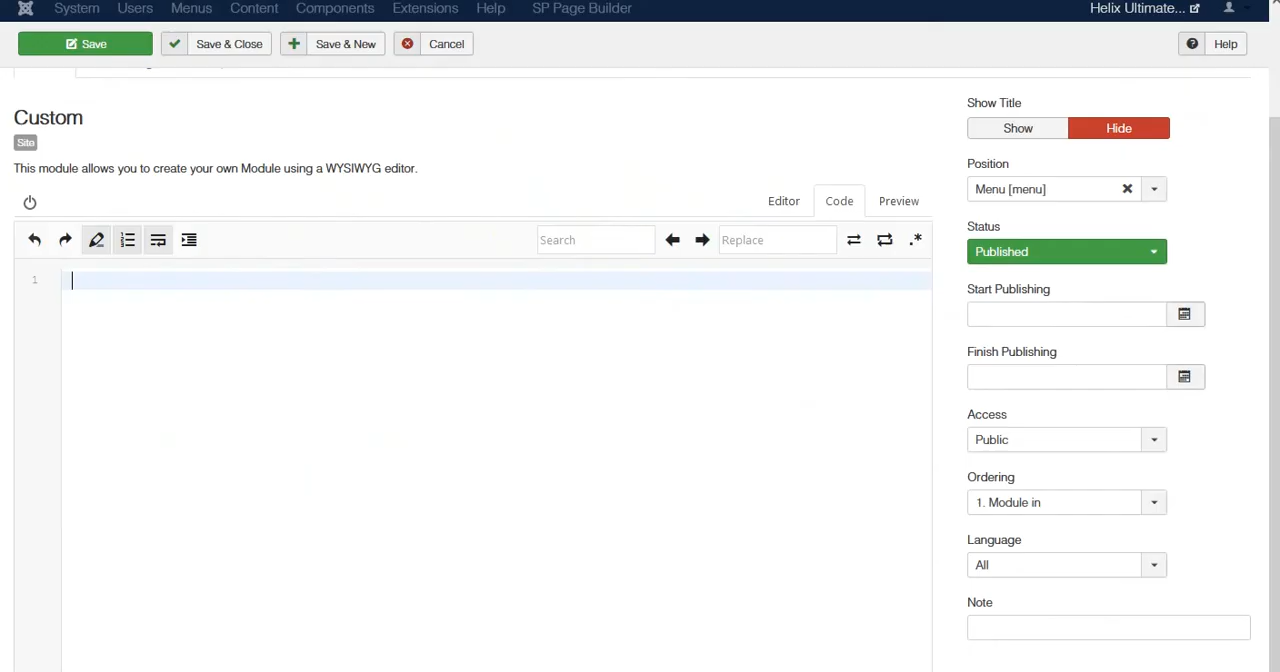 System Users Menus Content Components Extensions Help SP Page Builder Helix Ultimate...
Save Save & Close Save & New Cancel Help
Custom
Site
This module allows you to create your own Module using a WYSIWYG editor.
Editor Code Preview
Search Replace
1
Show Title
Show Hide
Position
Menu [menu]
Status
Published
Start Publishing
Finish Publishing
Access
Public
Ordering
1. Module in
Language
All
Note